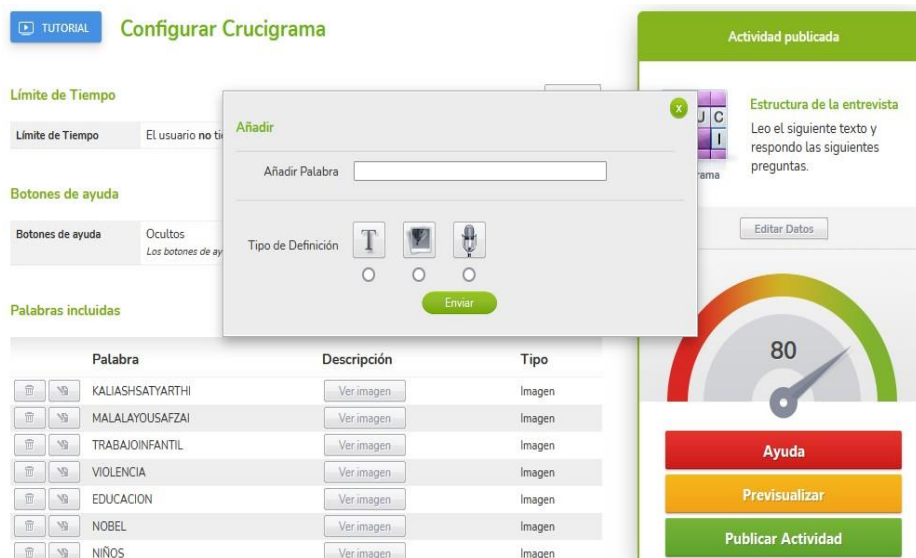 TUTORIAL
Configurar Crucigrama
Límite de Tiempo
Límite de Tiempo
El usuario no ti
Botones de ayuda
Botones de ayuda
Ocultos
Los botones de ay
Palabras incluidas
Palabra Descripción Tipo
KALIASHSATYARTHI Ver imagen Imagen
MALALAYOUSAFZAI Ver imagen Imagen
TRABAJOINFANTIL Ver imagen Imagen
VIOLENCIA Ver imagen Imagen
EDUCACION Ver imagen Imagen
NOBEL Ver imagen Imagen
NIÑOS Ver imagen Imagen
x
Añadir
Añadir Palabra
Tipo de Definición
T
Enviar
Actividad publicada
U C
I
rama
Estructura de la entrevista
Leo el siguiente texto y
respondo las siguientes
preguntas.
Editar Datos
80
Ayuda
Previsualizar
Publicar Actividad